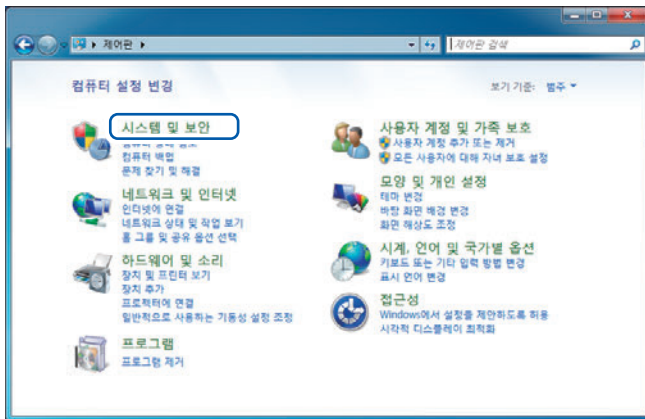 제어판
제어판 검색
컴퓨터 설정 변경
보기 기준: 범주
시스템 및 보안
컴퓨터 백업
문제 찾기 및 해결
네트워크 및 인터넷
인터넷에 연결
네트워크 상태 및 작업 보기
홈 그룹 및 공유 옵션 선택
하드웨어 및 소리
장치 및 프린터 보기
장치 추가
프로젝터에 연결
일반적으로 사용하는 기동성 설정 조정
프로그램
프로그램 제거
사용자 계정 및 가족 보호
사용자 계정 추가 또는 제거
모든 사용자에 대해 자녀 보호 설정
모양 및 개인 설정
테마 변경
바탕 화면 배경 변경
화면 해상도 조정
시계, 언어 및 국가별 옵션
키보드 또는 기타 입력 방법 변경
표시 언어 변경
접근성
Windows에서 설정을 제안하도록 허용
시각적 디스플레이 최적화